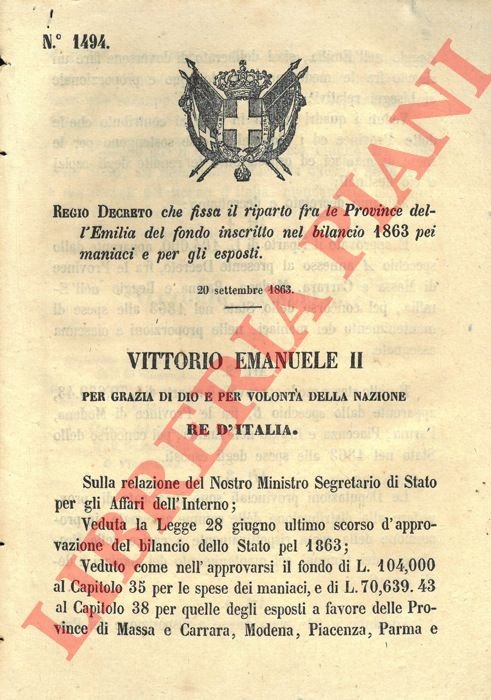 N.° 1494.
REGIO DECRETO che fissa il riparto fra le Province del-
l'Emilia del fondo inscritto nel bilancio 1863 pei
maniaci e per gli esposti.
20 settembre 1863.
VITTORIO EMANUELE II
PER GRAZIA DI DIO E PER VOLONTÀ DELLA NAZIONE
RE D'ITALIA.
Sulla relazione del Nostro Ministro Segretario di Stato
per gli Affari dell'Interno;
Veduta la Legge 28 giugno ultimo scorso d'appro-
vazione del bilancio dello Stato pel 1863;
Veduto come nell'approvarsi il fondo di L. 104,000
al Capitolo 35 per le spese dei maniaci, e di L. 70,639. 43
al Capitolo 38 per quelle degli esposti a favore delle Pro-
vince di Massa e Carrara, Modena, Piacenza, Parma e
LIBRERIA PIANI